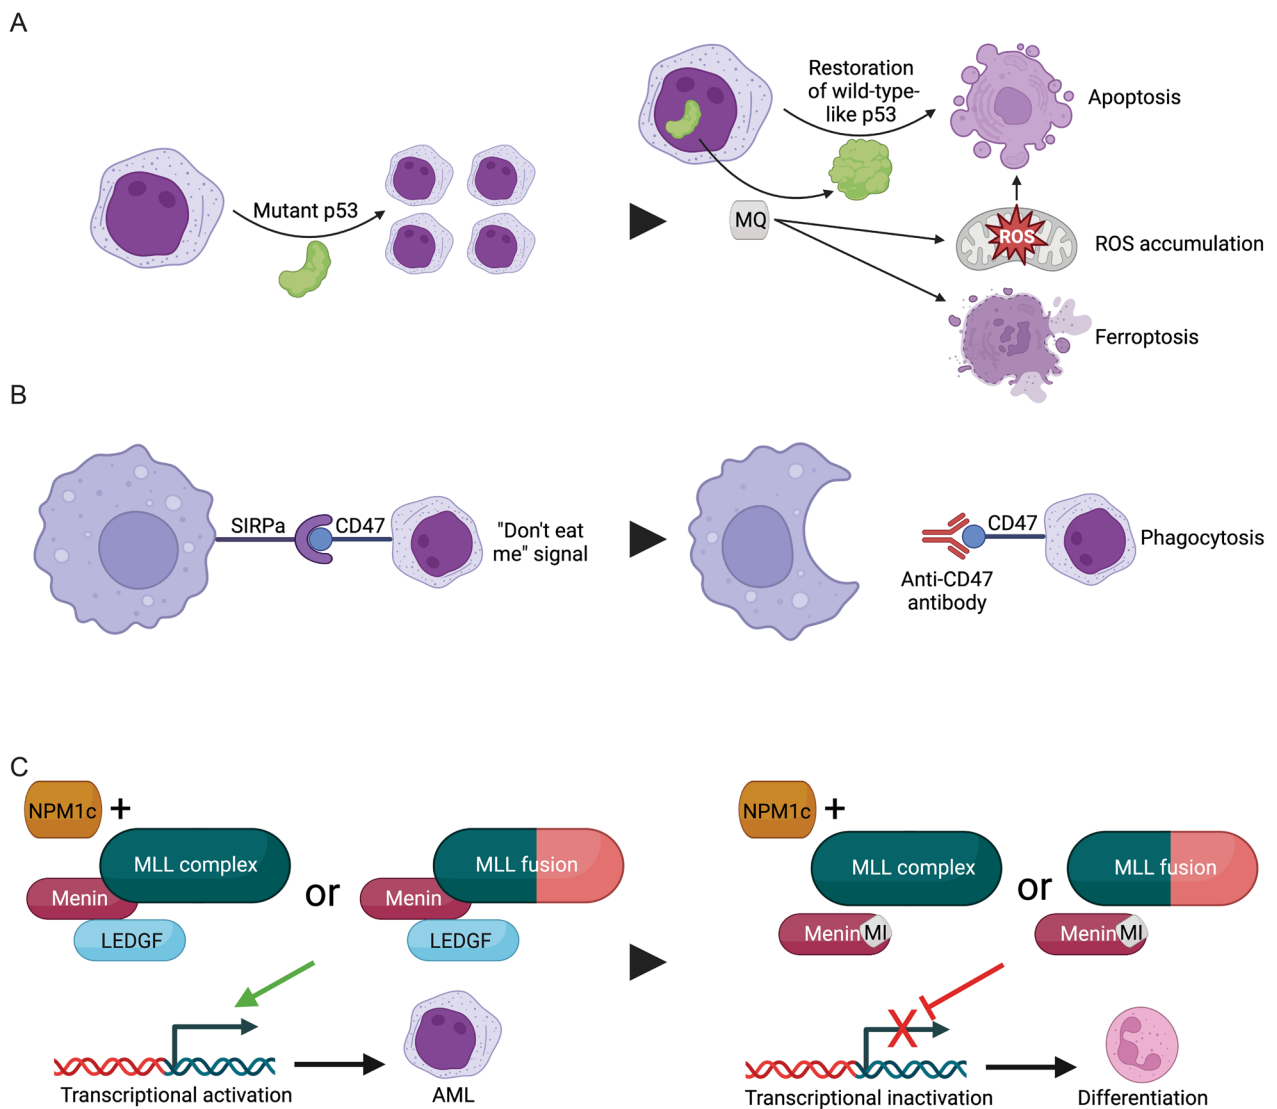 A
Mutant p53
Restoration
of wild-type-
like p53
Apoptosis
MQ
ROS
ROS accumulation
Ferroptosis
B
SIRPa
CD47
"Don't eat
me" signal
CD47
Anti-CD47
antibody
Phagocytosis
C
NPM1c
+
MLL complex
Menin
LEDGF
or
MLL fusion
Menin
LEDGF
Transcriptional activation
AML
NPM1c
+
MLL complex
Menin
MI
or
MLL fusion
Menin
MI
X
Transcriptional inactivation
Differentiation